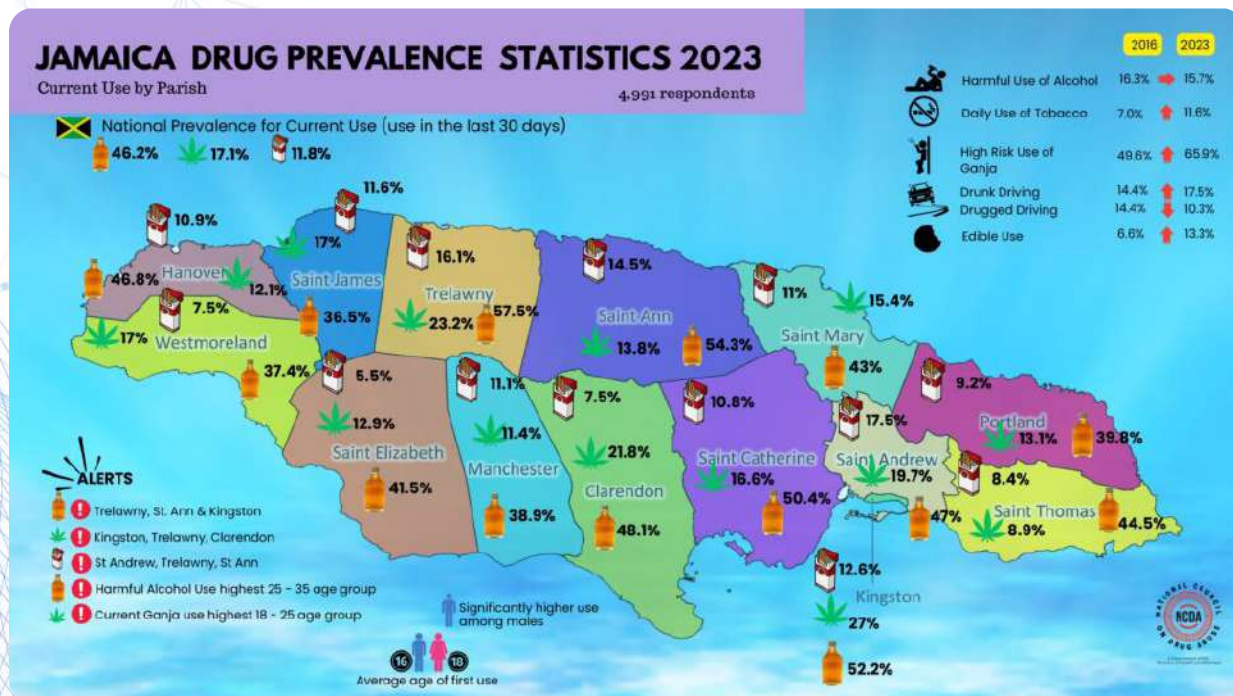 JAMAICA DRUG PREVALENCE STATISTICS 2023
Current Use by Parish
4,991 respondents
National Prevalence for Current Use (use in the last 30 days)
46.2% 17.1% 11.8%
2016 2023
Harmful Use of Alcohol 16.3% 15.7%
Daily Use of Tobacco 7.0% 11.6%
High Risk Use of
Ganja 49.6% 65.9%
Drunk Driving 14.4% 17.5%
Drugged Driving 14.4% 10.3%
Edible Use 6.6% 13.3%
10.9%
46.8%
Hanover
12.1%
11.6%
17%
Saint James
36.5%
16.1%
Trelawny
23.2%
57.5%
14.5%
Saint Ann
13.8%
54.3%
11%
15.4%
Saint Mary
43%
7.5%
17%
Westmoreland
37.4%
5.5%
12.9%
Saint Elizabeth
41.5%
11.1%
11.4%
Manchester
38.9%
7.5%
21.8%
Clarendon
48.1%
10.8%
Saint Catherine
16.6%
50.4%
17.5%
Saint Andrew
19.7%
47%
9.2%
Portland
13.1%
39.8%
8.4%
Saint Thomas
8.9%
44.5%
12.6%
Kingston
27%
52.2%
ALERTS
Trelawny, St. Ann & Kingston
Kingston, Trelawny, Clarendon
St Andrew, Trelawny, St Ann
Harmful Alcohol Use highest 25 - 35 age group
Current Ganja use highest 18 - 25 age group
Significantly higher use
among males
16 18
Average age of first use
NATIONAL COUNCIL
ON DRUG ABUSE
NCDA